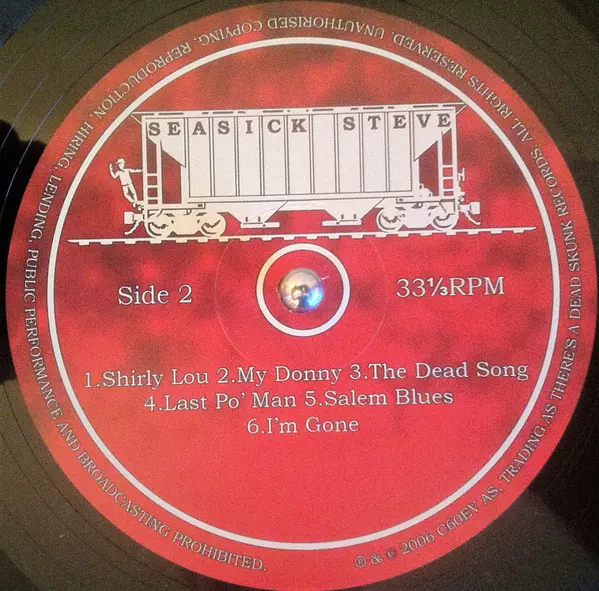 SEASICK STEVE
Side 2
33⅓RPM
1.Shirly Lou 2.My Donny 3.The Dead Song
4.Last Po' Man 5.Salem Blues
6.I'm Gone
® & © 2006 C60EV AS. TRADING AS THERE'S A DEAD SKUNK RECORDS. ALL RIGHTS RESERVED. UNAUTHORISED COPYING, REPRODUCTION, HIRING, LENDING, PUBLIC PERFORMANCE AND BROADCASTING PROHIBITED.